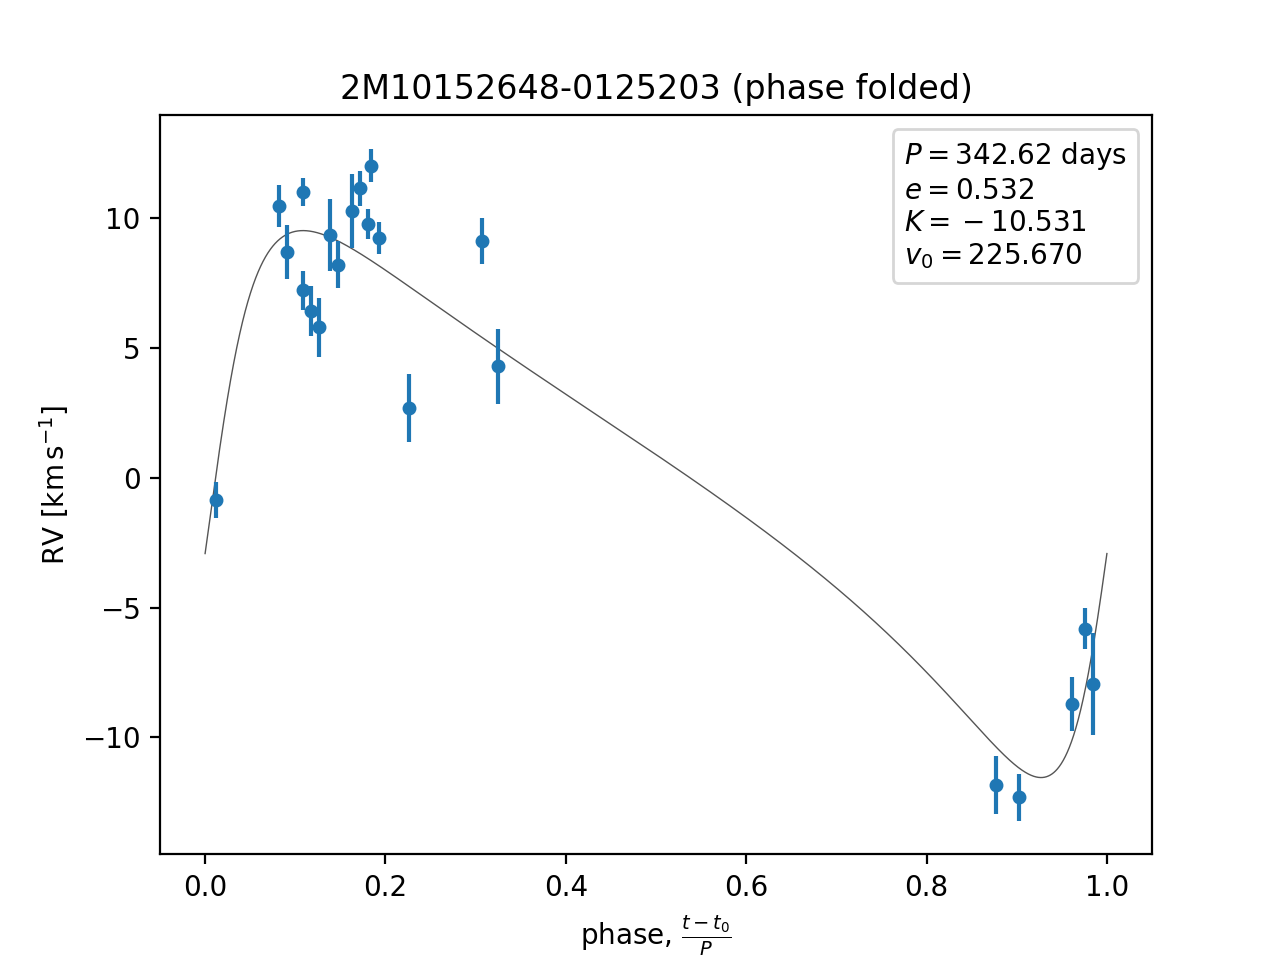 2M10152648-0125203 (phase folded)
P = 342.62 days
e = 0.532
K = −10.531
v₀ = 225.670
10
5
0
−5
−10
RV [km s⁻¹]
0.0 0.2 0.4 0.6 0.8 1.0
phase, (t − t₀)/P